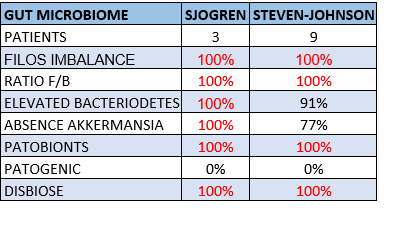 GUT MICROBIOME SJOGREN STEVEN-JOHNSON
PATIENTS 3 9
FILOS IMBALANCE 100% 100%
RATIO F/B 100% 100%
ELEVATED BACTERIODETES 100% 91%
ABSENCE AKKERMANSIA 100% 77%
PATOBIONTS 100% 100%
PATOGENIC 0% 0%
DISBIOSE 100% 100%